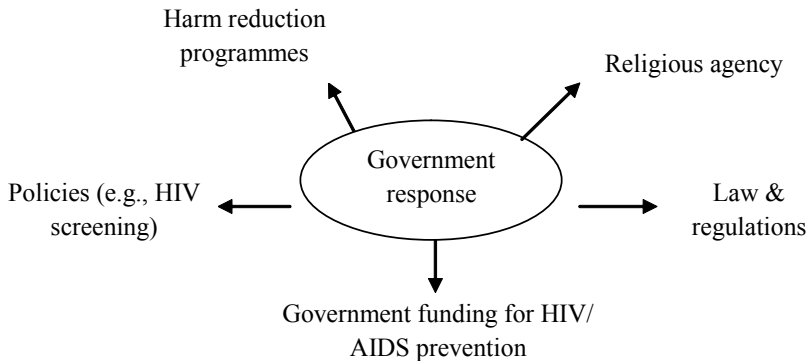 Harm reduction
programmes
Religious agency
Government
response
Policies (e.g., HIV
screening)
Law &
regulations
Government funding for HIV/
AIDS prevention